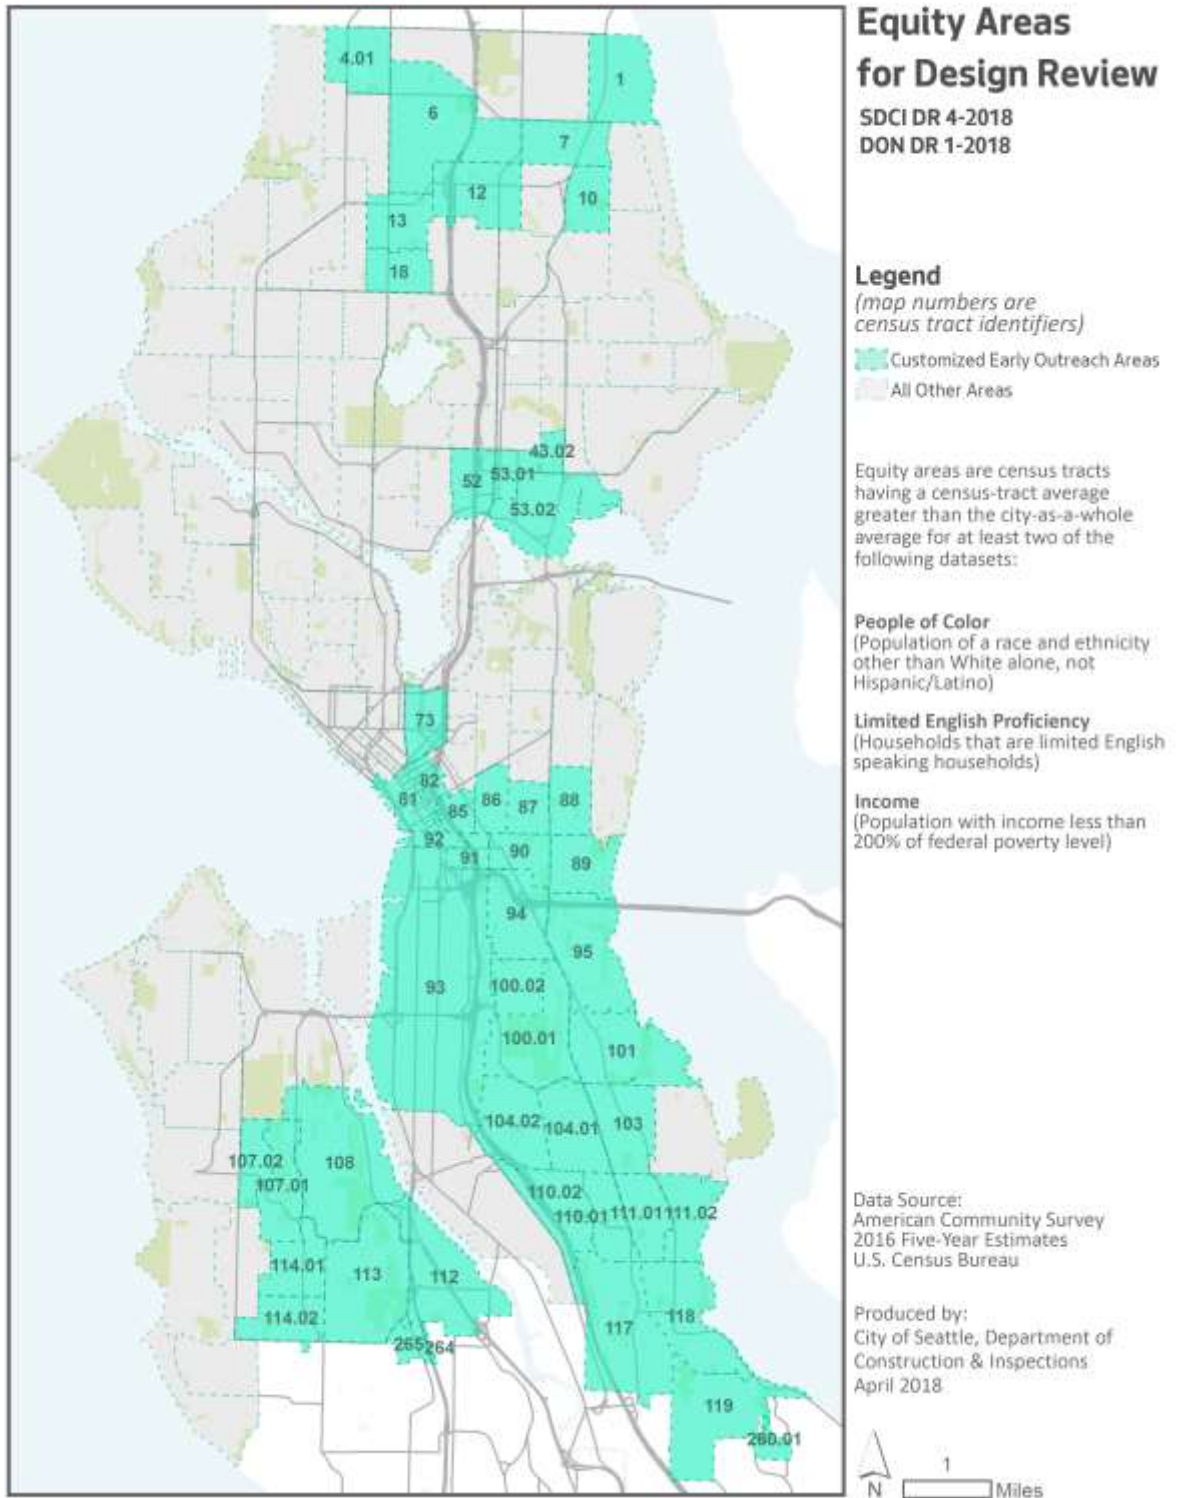 Equity Areas
for Design Review
SDCI DR 4-2018
DON DR 1-2018
Legend
(map numbers are
census tract identifiers)
Customized Early Outreach Areas
All Other Areas
Equity areas are census tracts
having a census-tract average
greater than the city-as-a-whole
average for at least two of the
following datasets:
People of Color
(Population of a race and ethnicity
other than White alone, not
Hispanic/Latino)
Limited English Proficiency
(Households that are limited English
speaking households)
Income
(Population with income less than
200% of federal poverty level)
Data Source:
American Community Survey
2016 Five-Year Estimates
U.S. Census Bureau
Produced by:
City of Seattle, Department of
Construction & Inspections
April 2018
1
N
Miles
4.01
1
6
7
12
10
13
18
43.02
53.01
52
53.02
73
82
81
86
87
88
85
92
91
90
89
94
95
93
100.02
100.01
101
104.02
104.01
103
107.02
108
107.01
110.02
110.01
111.01
111.02
114.01
113
112
114.02
117
118
265
264
119
260.01